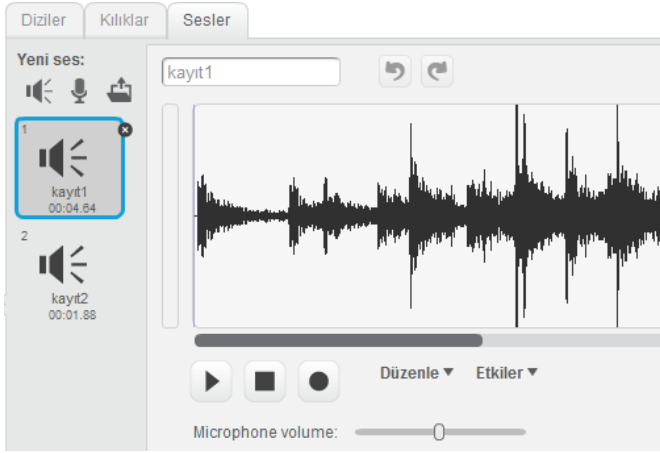 Diziler Kılıklar Sesler
Yeni ses:
kayıt1
1
kayıt1
00:04.64
2
kayıt2
00:01.88
Düzenle Etkiler
Microphone volume: